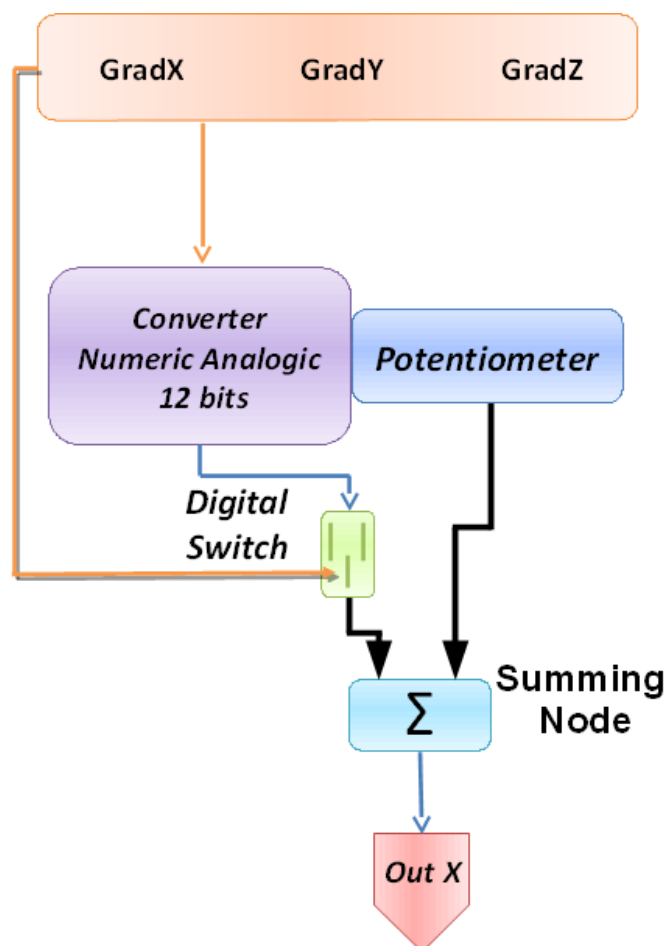 GradX GradY GradZ
Converter
Numeric Analogic
12 bits
Potentiometer
Digital
Switch
Summing
Node
Σ
Out X